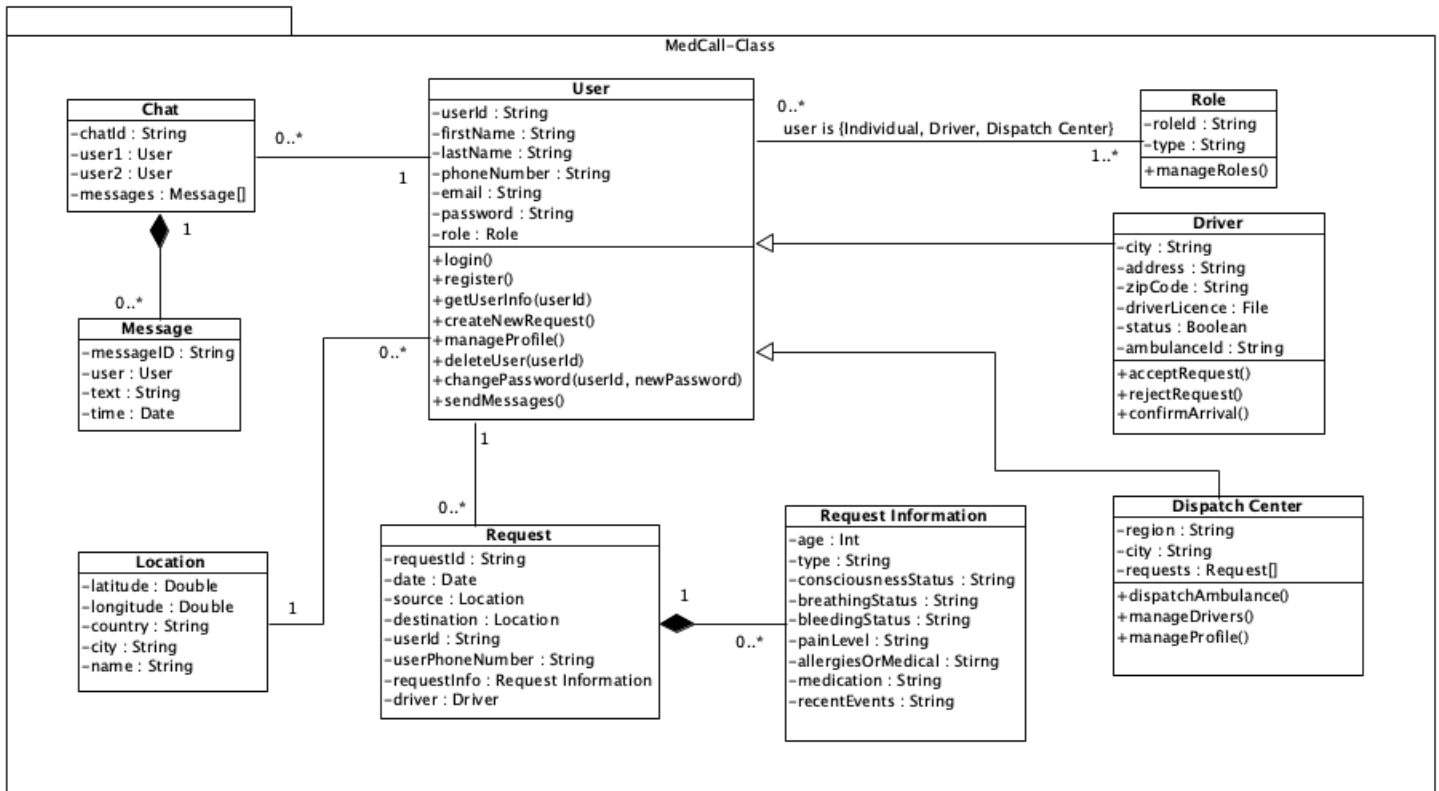 MedCall-Class
Chat
-chatId : String
-user1 : User
-user2 : User
-messages : Message[]
0..*
1
User
-userId : String
-firstName : String
-lastName : String
-phoneNumber : String
-email : String
-password : String
-role : Role
+login()
+register()
+getUserInfo(userId)
+createNewRequest()
+manageProfile()
+deleteUser(userId)
+changePassword(userId, newPassword)
+sendMessages()
0..*
user is {Individual, Driver, Dispatch Center}
1..*
Role
-roleId : String
-type : String
+manageRoles()
Driver
-city : String
-address : String
-zipCode : String
-driverLicence : File
-status : Boolean
-ambulanceId : String
+acceptRequest()
+rejectRequest()
+confirmArrival()
1
0..*
Message
-messageID : String
-user : User
-text : String
-time : Date
0..*
1
1
0..*
Location
-latitude : Double
-longitude : Double
-country : String
-city : String
-name : String
Request
-requestId : String
-date : Date
-source : Location
-destination : Location
-userId : String
-userPhoneNumber : String
-requestInfo : Request Information
-driver : Driver
1
0..*
Request Information
-age : Int
-type : String
-consciousnessStatus : String
-breathingStatus : String
-bleedingStatus : String
-painLevel : String
-allergiesOrMedical : Stirng
-medication : String
-recentEvents : String
Dispatch Center
-region : String
-city : String
-requests : Request[]
+dispatchAmbulance()
+manageDrivers()
+manageProfile()